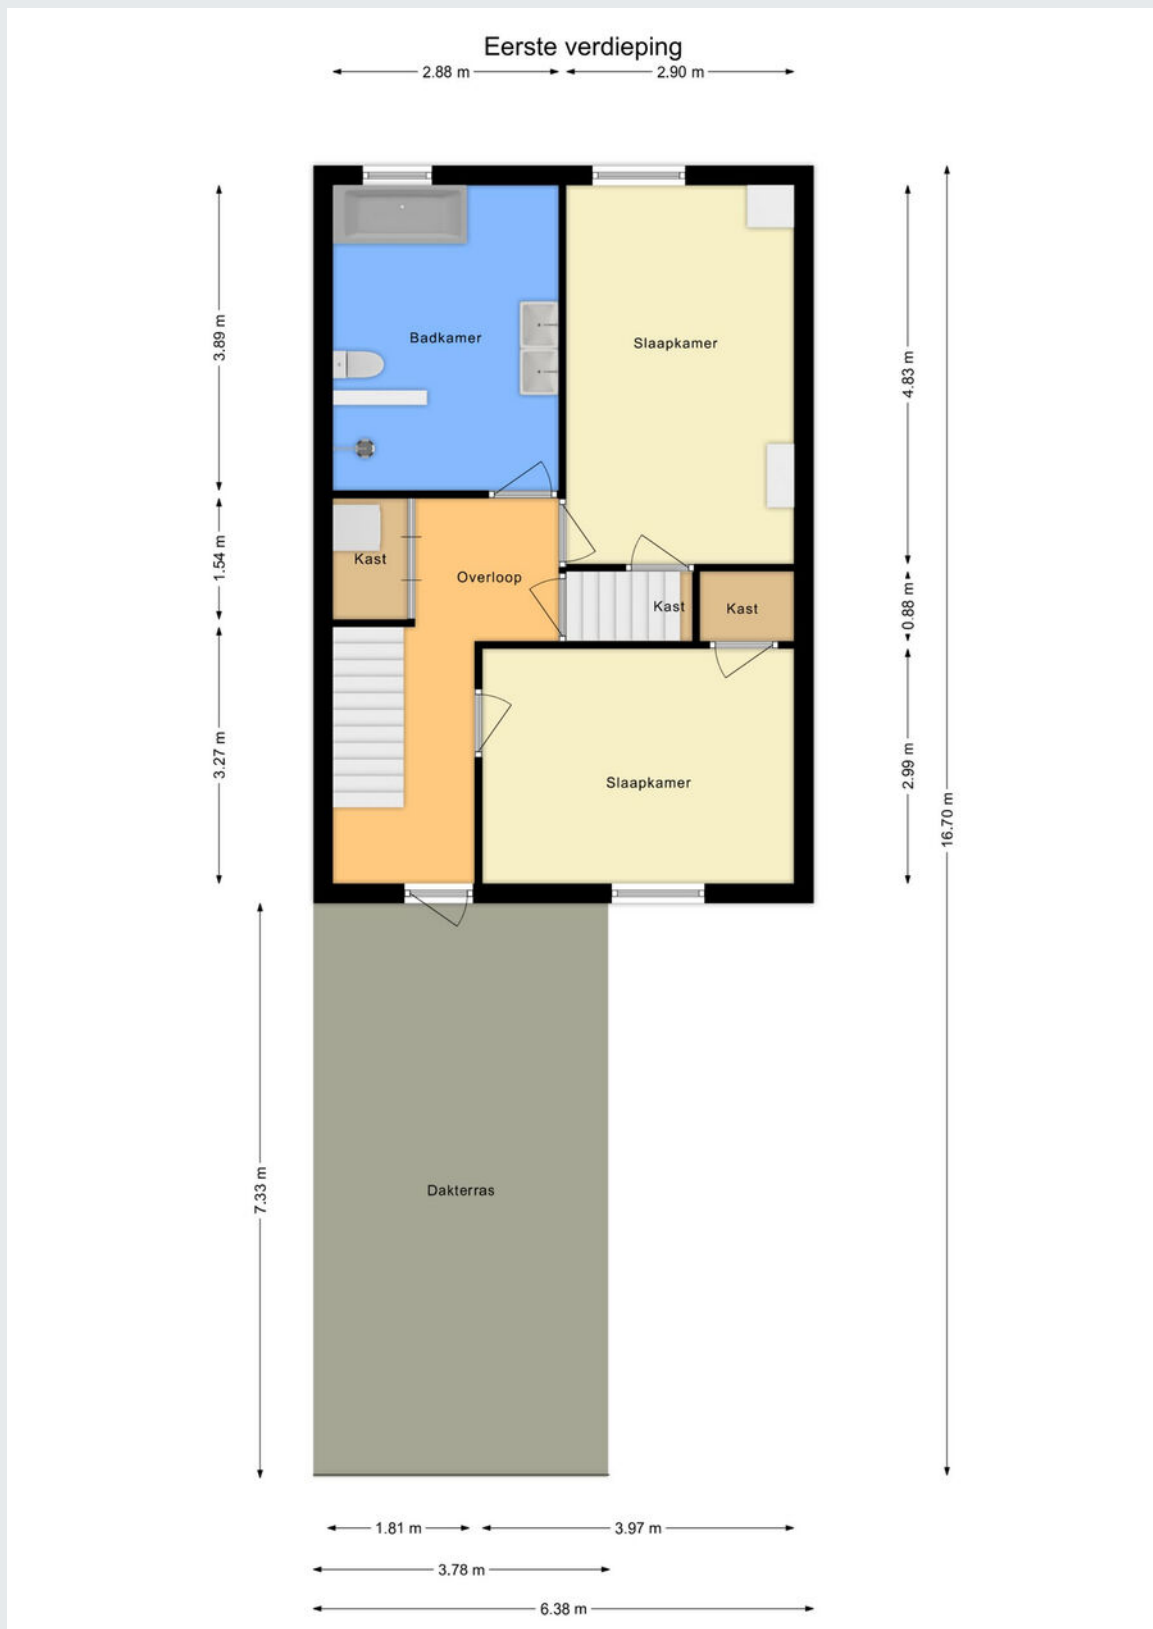 Eerste verdieping
2.88 m
2.90 m
3.89 m
4.83 m
Badkamer
Slaapkamer
1.54 m
Kast
Overloop
Kast
Kast
0.88 m
3.27 m
2.99 m
Slaapkamer
16.70 m
7.33 m
Dakterras
1.81 m
3.97 m
3.78 m
6.38 m